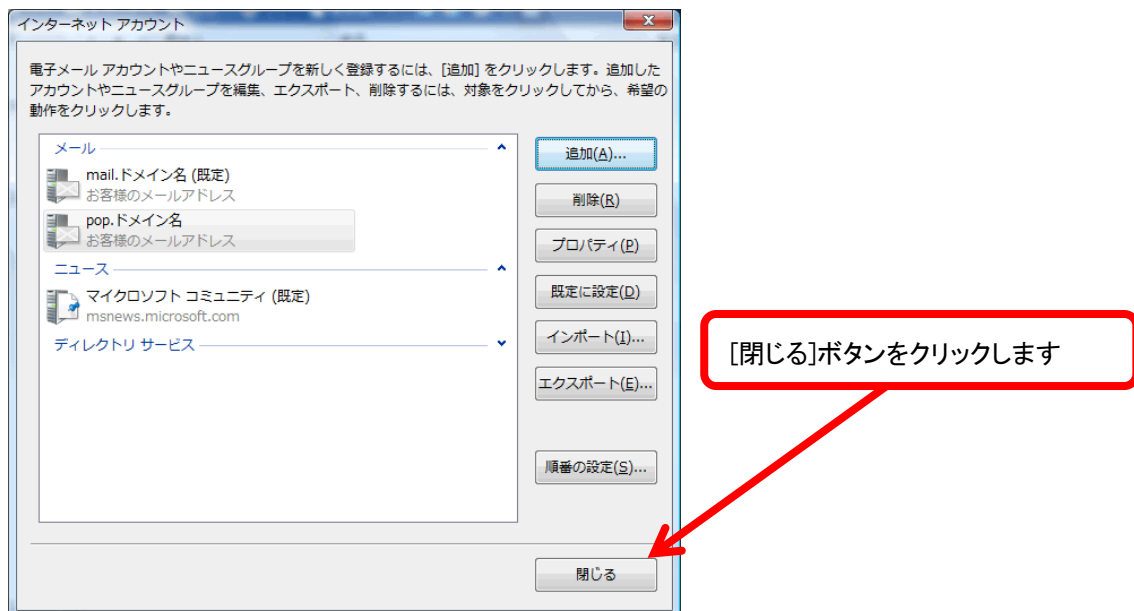 インターネット アカウント
電子メール アカウントやニュースグループを新しく登録するには、[追加] をクリックします。追加した
アカウントやニュースグループを編集、エクスポート、削除するには、対象をクリックしてから、希望の
動作をクリックします。
メール
mail.ドメイン名 (既定)
お客様のメールアドレス
pop.ドメイン名
お客様のメールアドレス
ニュース
マイクロソフト コミュニティ (既定)
msnews.microsoft.com
ディレクトリ サービス
追加(A)...
削除(R)
プロパティ(P)
既定に設定(D)
インポート(I)...
エクスポート(E)...
順番の設定(S)...
閉じる
[閉じる]ボタンをクリックします